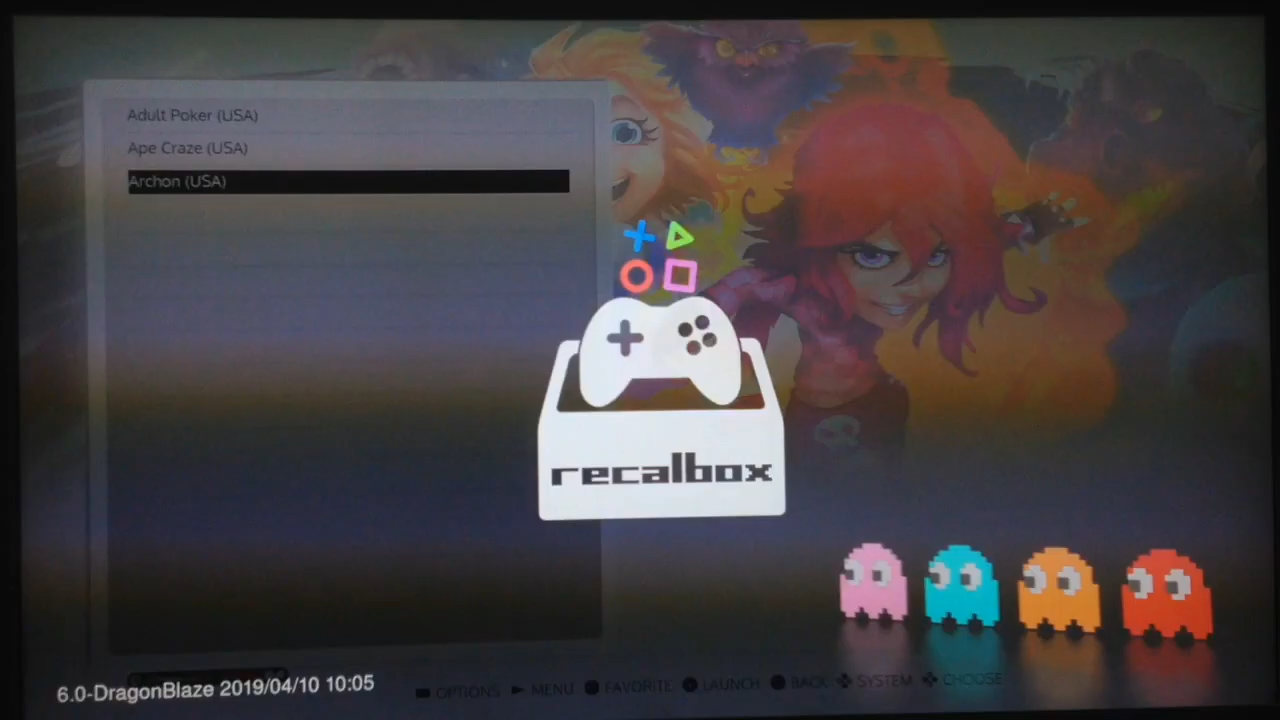 Adult Poker (USA)
Ape Craze (USA)
Archon (USA)
recalbox
6.0-DragonBlaze 2019/04/10 10:05
OPTIONS MENU FAVORITE LAUNCH BACK SYSTEM CHOOSE